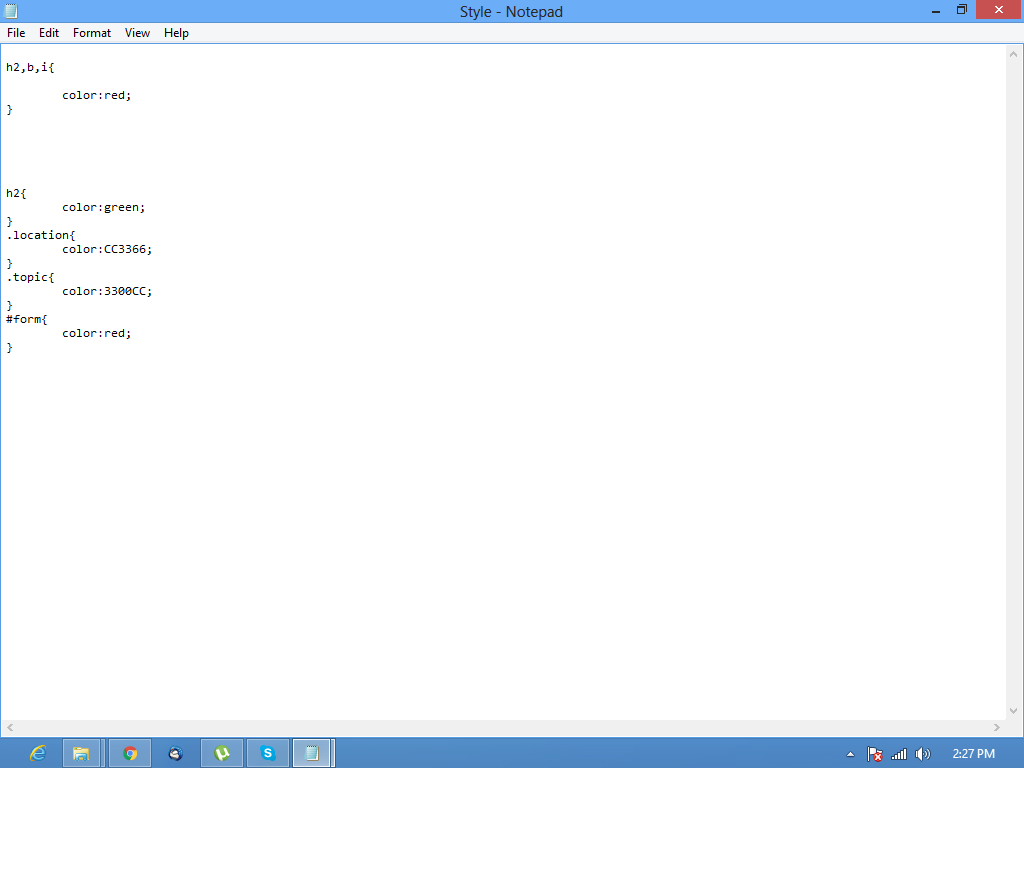 Style - Notepad
File Edit Format View Help
h2,b,i{
color:red;
}
h2{
color:green;
}
.location{
color:CC3366;
}
.topic{
color:3300CC;
}
#form{
color:red;
}
2:27 PM